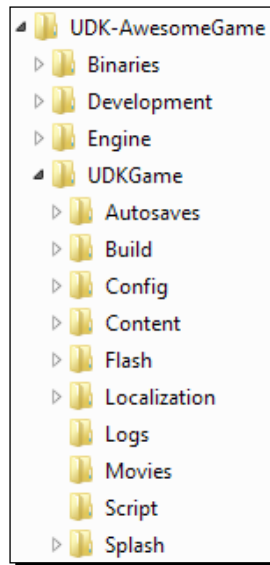 UDK-AwesomeGame
Binaries
Development
Engine
UDKGame
Autosaves
Build
Config
Content
Flash
Localization
Logs
Movies
Script
Splash